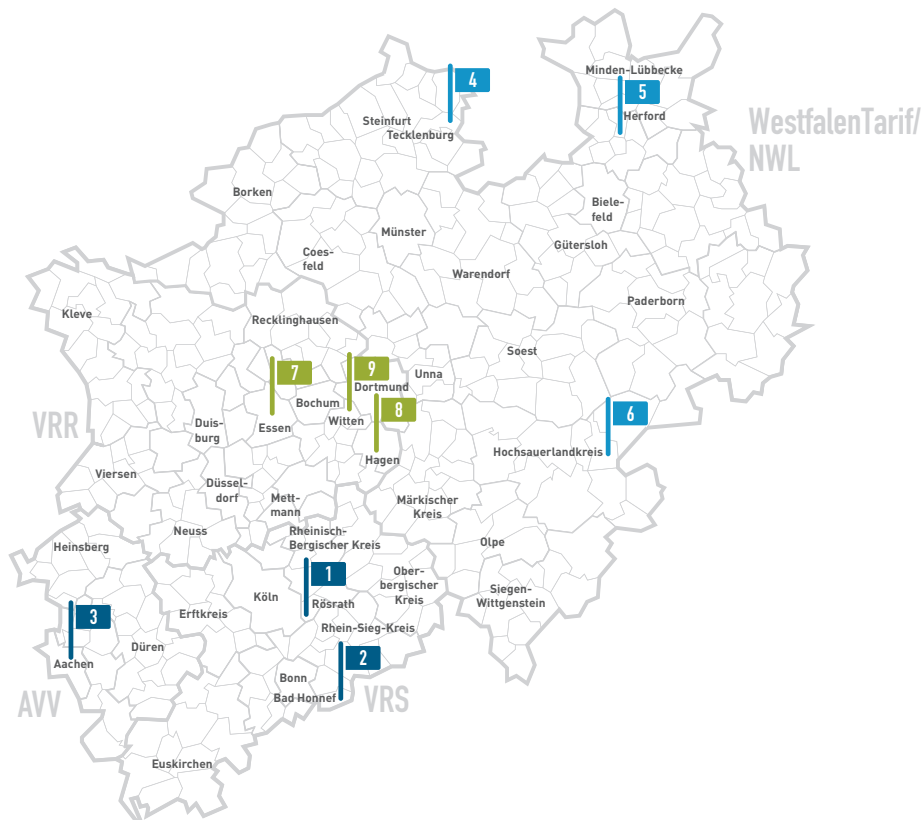 4
Minden-Lübbecke
5
Herford
WestfalenTarif/
NWL
Steinfurt
Tecklenburg
Borken
Biele-
feld
Münster
Gütersloh
Coes-
feld
Warendorf
Paderborn
Kleve
Recklinghausen
Soest
7
9
Dortmund
Unna
Bochum
8
6
VRR
Duis-
burg
Essen
Witten
Hagen
Hochsauerlandkreis
Viersen
Düssel-
dorf
Mett-
mann
Märkischer
Kreis
Neuss
Rheinisch-
Bergischer Kreis
Heinsberg
Olpe
1
Ober-
bergischer
Kreis
Köln
Rösrath
Siegen-
Wittgenstein
3
Erftkreis
Rhein-Sieg-Kreis
Düren
2
Aachen
Bonn
Bad Honnef
AVV
VRS
Euskirchen